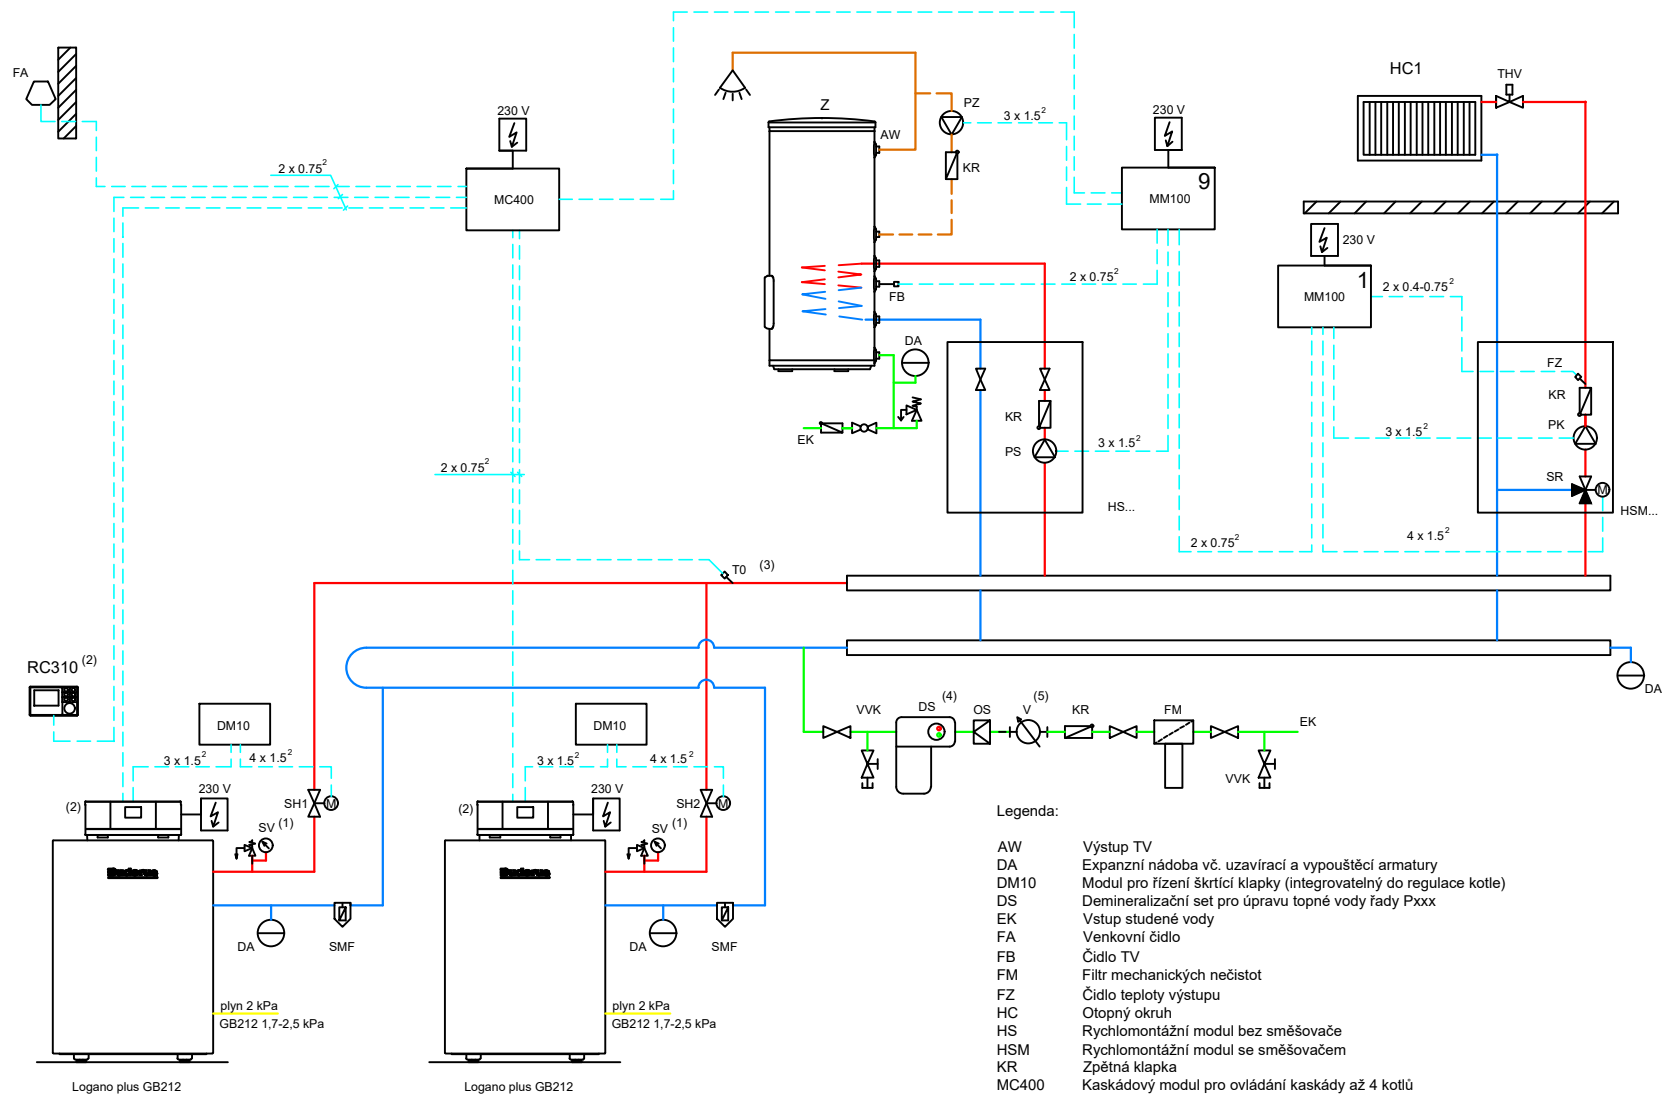 HC1
FA
THV
230 V
Z
PZ
3 x 1.5²
230 V
AW
KR
2 x 0.75²
MC400
9
MM100
230 V
1
MM100
2 x 0.4-0.75²
2 x 0.75²
FB
DA
FZ
KR
KR
PK
3 x 1.5²
EK
PS
3 x 1.5²
2 x 0.75²
SR
M
HS...
HSM...
2 x 0.75²
4 x 1.5²
T0 (3)
RC310 (2)
DA
DM10
DM10
VVK
DS (4)
OS
V (5)
KR
FM
EK
3 x 1.5²
4 x 1.5²
3 x 1.5²
4 x 1.5²
VVK
(2)
230 V
SH1
M
(2)
230 V
SH2
M
SV (1)
SV (1)
Buderus
Buderus
DA
SMF
DA
SMF
plyn 2 kPa
GB212 1,7-2,5 kPa
plyn 2 kPa
GB212 1,7-2,5 kPa
Logano plus GB212
Logano plus GB212
Legenda:
AW Výstup TV
DA Expanzní nádoba vč. uzavírací a vypouštěcí armatury
DM10 Modul pro řízení škrtící klapky (integrovatelný do regulace kotle)
DS Demineralizační set pro úpravu topné vody řady Pxxx
EK Vstup studené vody
FA Venkovní čidlo
FB Čidlo TV
FM Filtr mechanických nečistot
FZ Čidlo teploty výstupu
HC Otopný okruh
HS Rychlomontážní modul bez směšovače
HSM Rychlomontážní modul se směšovačem
KR Zpětná klapka
MC400 Kaskádový modul pro ovládání kaskády až 4 kotlů